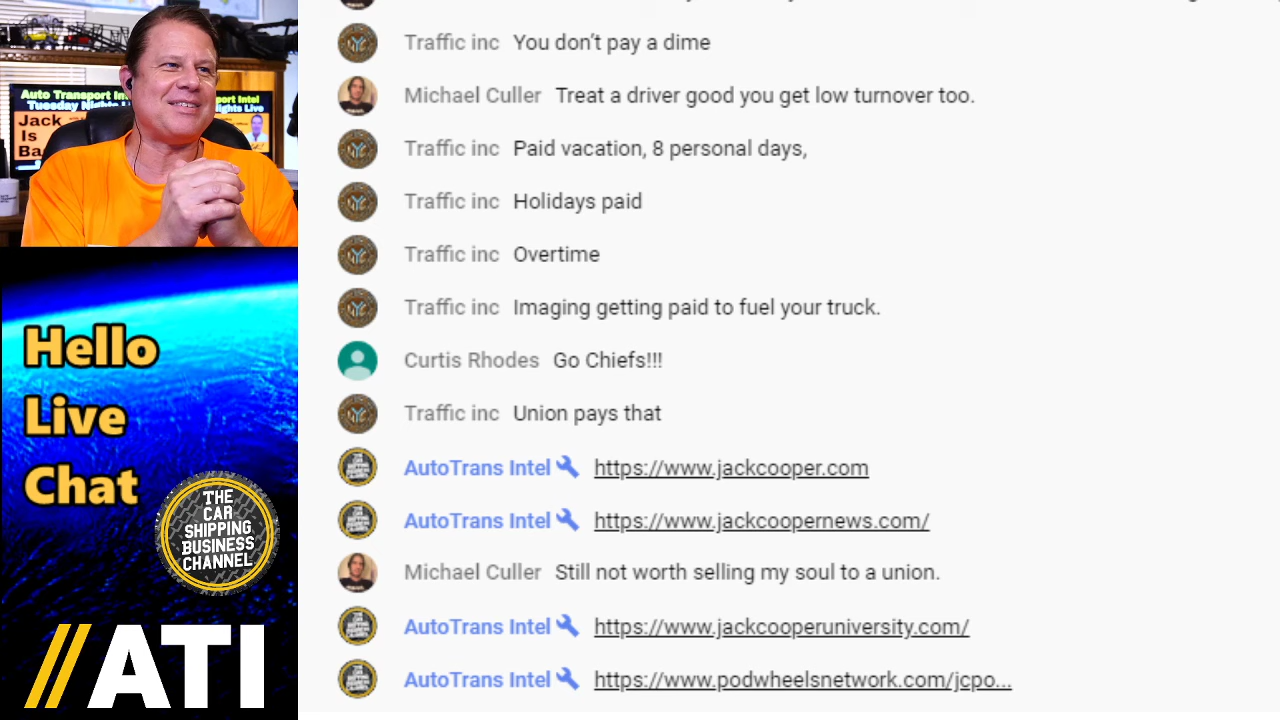 Auto Transport Int
Tuesday Nights Li
Jack
Is
Ba
port Intel
ights Live
Hello
Live
Chat
THE
CAR
SHIPPING
BUSINESS
CHANNEL
//ATI
Traffic inc You don't pay a dime
Michael Culler Treat a driver good you get low turnover too.
Traffic inc Paid vacation, 8 personal days,
Traffic inc Holidays paid
Traffic inc Overtime
Traffic inc Imaging getting paid to fuel your truck.
Curtis Rhodes Go Chiefs!!!
Traffic inc Union pays that
AutoTrans Intel https://www.jackcooper.com
AutoTrans Intel https://www.jackcoopernews.com/
Michael Culler Still not worth selling my soul to a union.
AutoTrans Intel https://www.jackcooperuniversity.com/
AutoTrans Intel https://www.podwheelsnetwork.com/jcpo...